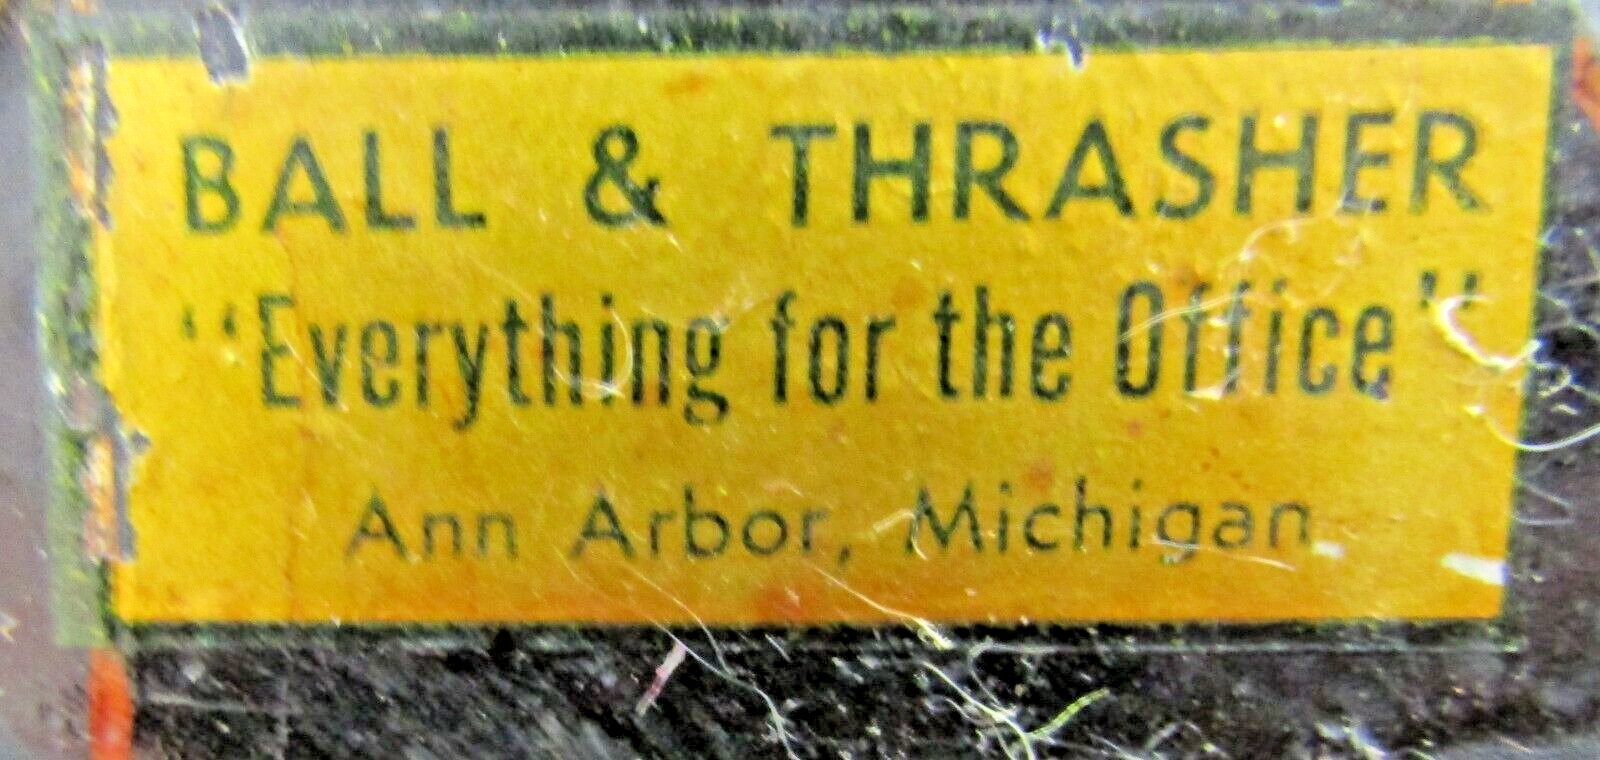 BALL & THRASHER
"Everything for the Office"
Ann Arbor, Michigan